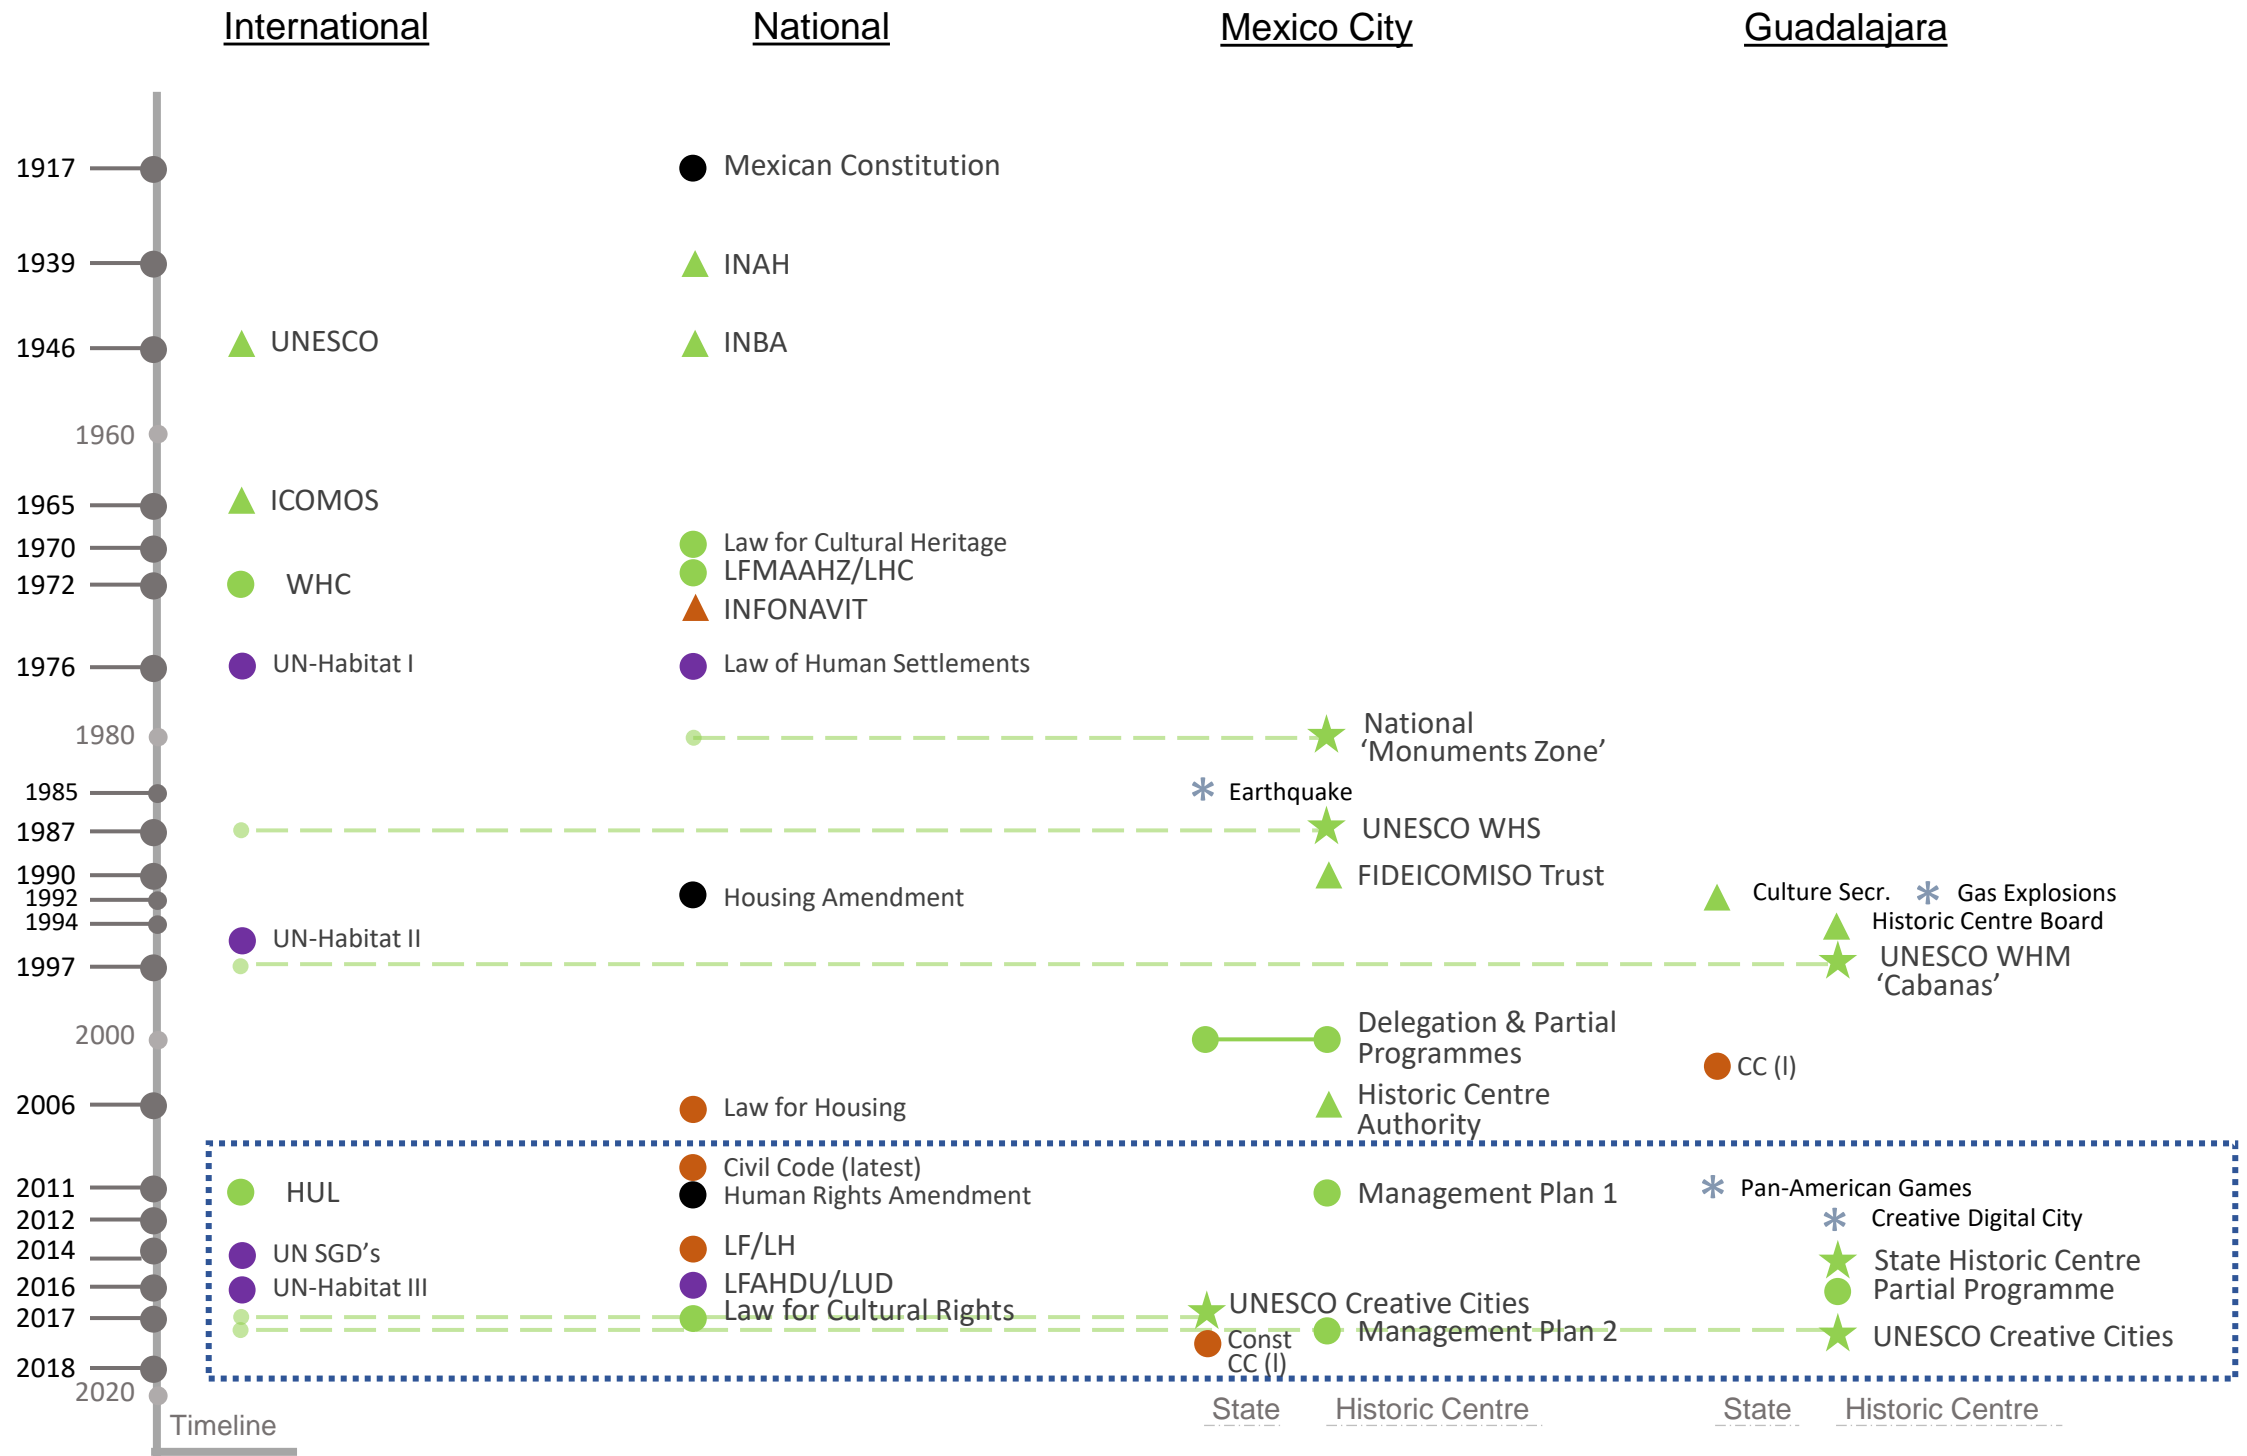 International National Mexico City Guadalajara
1917 Mexican Constitution
1939 INAH
1946 UNESCO INBA
1960
1965 ICOMOS
1970 Law for Cultural Heritage
LFMAAHZ/LHC
1972 WHC
INFONAVIT
1976 UN-Habitat I Law of Human Settlements
1980 National
‘Monuments Zone’
1985 * Earthquake
1987 UNESCO WHS
1990 FIDEICOMISO Trust
1992 Housing Amendment Culture Secr. * Gas Explosions
1994 Historic Centre Board
UN-Habitat II
1997 UNESCO WHM
‘Cabanas’
2000 Delegation & Partial
Programmes
CC (l)
2006 Law for Housing Historic Centre
Authority
Civil Code (latest)
2011 HUL Human Rights Amendment Management Plan 1 * Pan-American Games
2012 * Creative Digital City
2014 UN SGD’s LF/LH State Historic Centre
2016 UN-Habitat III LFAHDU/LUD Partial Programme
2017 Law for Cultural Rights UNESCO Creative Cities
Const Management Plan 2 UNESCO Creative Cities
CC (l)
2018
2020
State Historic Centre State Historic Centre
Timeline